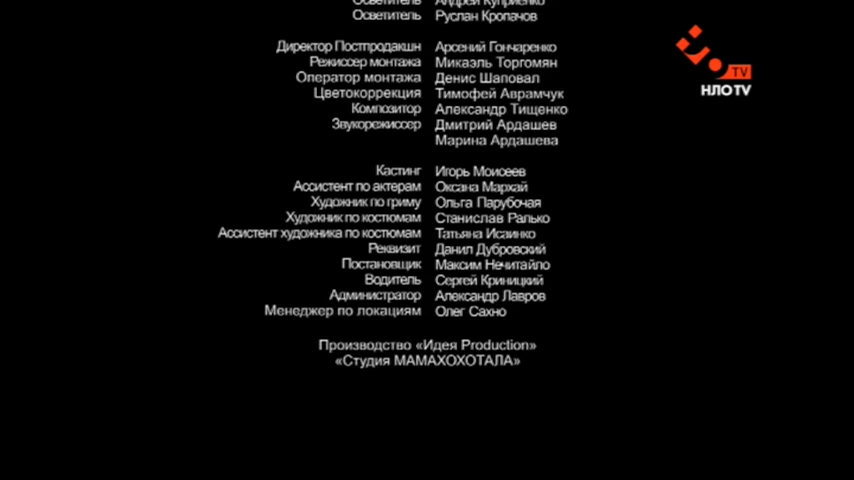 Осветитель Андрей Куприенко
Осветитель Руслан Кропачов
Директор Постпродакшн Арсений Гончаренко
Режиссер монтажа Микаэль Торгомян
Оператор монтажа Денис Шаповал
Цветокоррекция Тимофей Аврамчук
Композитор Александр Тищенко
Звукорежиссер Дмитрий Ардашев
Марина Ардашева
Кастинг Игорь Моисеев
Ассистент по актерам Оксана Мархай
Художник по гриму Ольга Парубочая
Художник по костюмам Станислав Ралько
Ассистент художника по костюмам Татьяна Исаинко
Реквизит Данил Дубровский
Постановщик Максим Нечитайло
Водитель Сергей Криницкий
Администратор Александр Лавров
Менеджер по локациям Олег Сахно
Производство «Идея Production»
«Студия МАМАХОХОТАЛА»
TV
НЛО TV